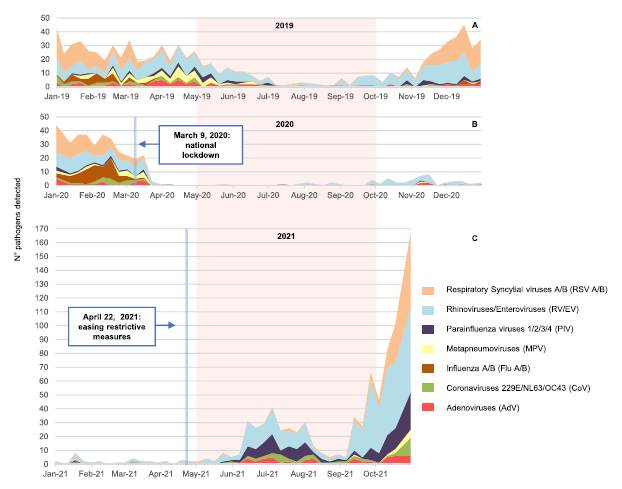 2019
A
50
40
30
20
10
0
Jan-19 Feb-19 Mar-19 Apr-19 May-19 Jun-19 Jul-19 Aug-19 Sep-19 Oct-19 Nov-19 Dec-19
2020
B
50
40
30
20
10
0
March 9, 2020:
national
lockdown
Jan-20 Feb-20 Mar-20 Apr-20 May-20 Jun-20 Jul-20 Aug-20 Sep-20 Oct-20 Nov-20 Dec-20
N° pathogens detected
2021
C
170
160
150
140
130
120
110
100
90
80
70
60
50
40
30
20
10
0
April 22, 2021:
easing restrictive
measures
Jan-21 Feb-21 Mar-21 Apr-21 May-21 Jun-21 Jul-21 Aug-21 Sep-21 Oct-21
Respiratory Syncytial viruses A/B (RSV A/B)
Rhinoviruses/Enteroviruses (RV/EV)
Parainfluenza viruses 1/2/3/4 (PIV)
Metapneumoviruses (MPV)
Influenza A/B (Flu A/B)
Coronaviruses 229E/NL63/OC43 (CoV)
Adenoviruses (AdV)